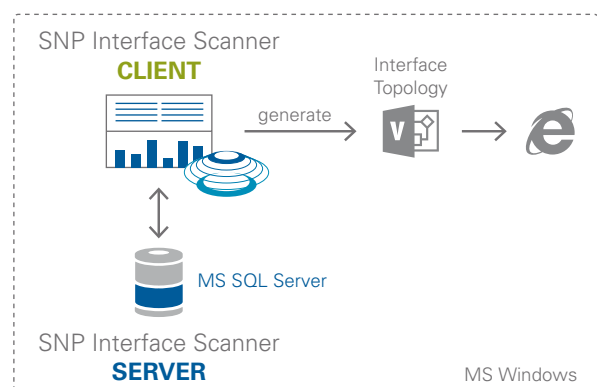 SNP Interface Scanner
CLIENT
generate
Interface
Topology
V
MS SQL Server
SNP Interface Scanner
SERVER
MS Windows